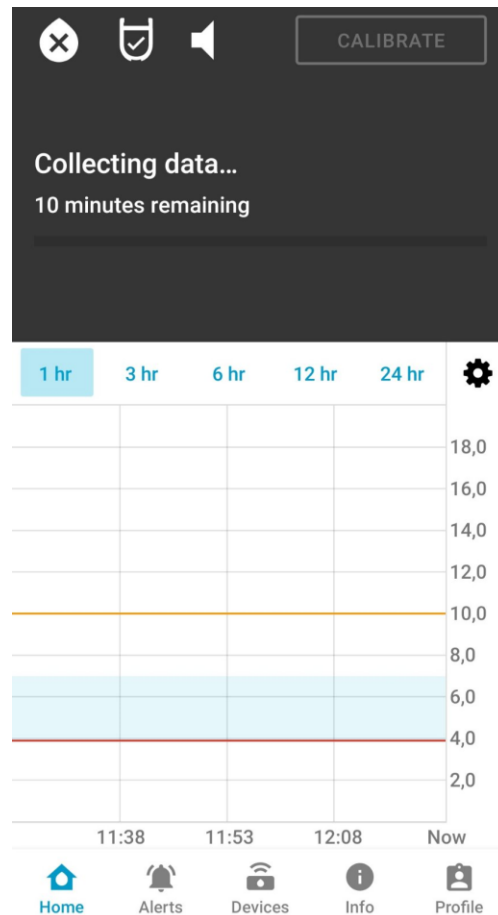 CALIBRATE
Collecting data...
10 minutes remaining
1 hr 3 hr 6 hr 12 hr 24 hr
18,0
16,0
14,0
12,0
10,0
8,0
6,0
4,0
2,0
11:38 11:53 12:08 Now
Home Alerts Devices Info Profile